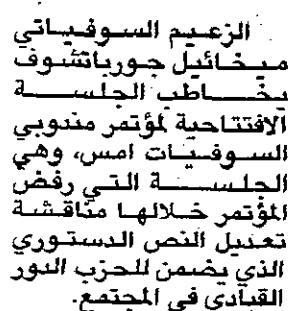 الزعيم السوفياتي
ميخائيل جورباتشوف
يخاطب الجلسة
الافتتاحية لمؤتمر مندوبي
السوفيات امس، وهي
الجلسة التي رفض
المؤتمر خلالها مناقشة
تعديل النص الدستوري
الذي يضمن للحزب الدور
القيادي في المجتمع.